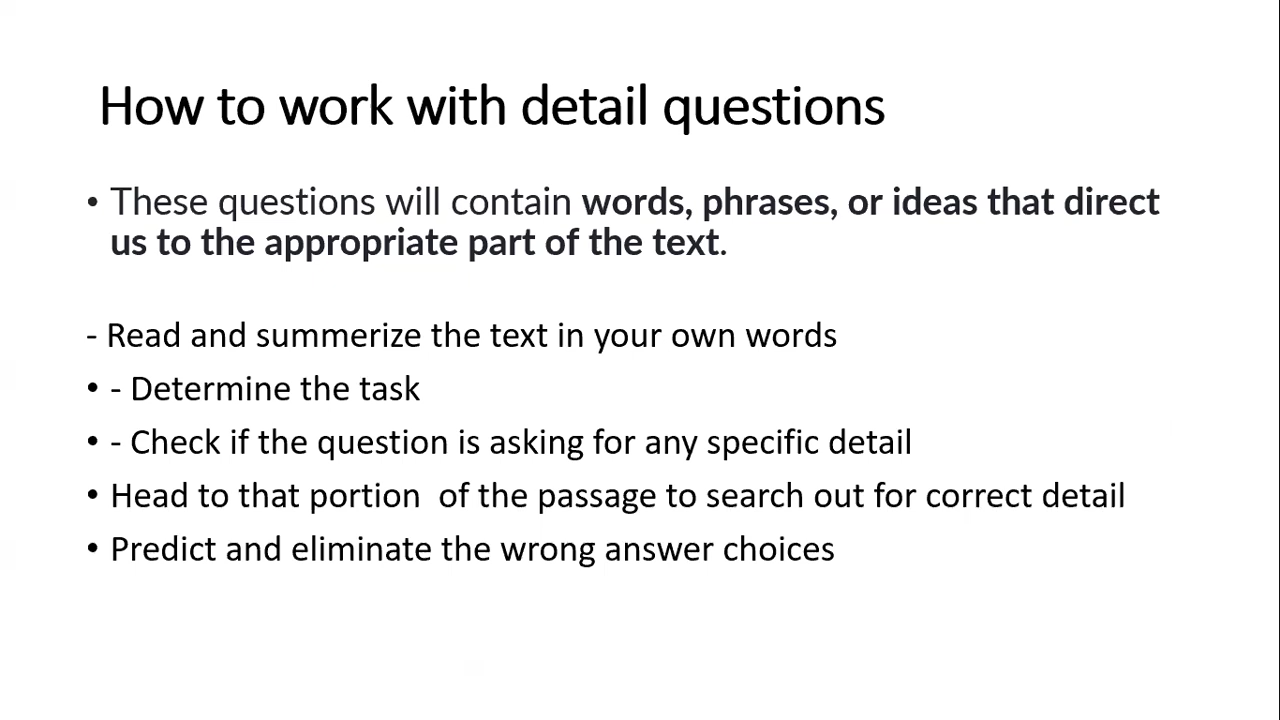 How to work with detail questions
• These questions will contain words, phrases, or ideas that direct
us to the appropriate part of the text.
- Read and summerize the text in your own words
• - Determine the task
• - Check if the question is asking for any specific detail
• Head to that portion  of the passage to search out for correct detail
• Predict and eliminate the wrong answer choices